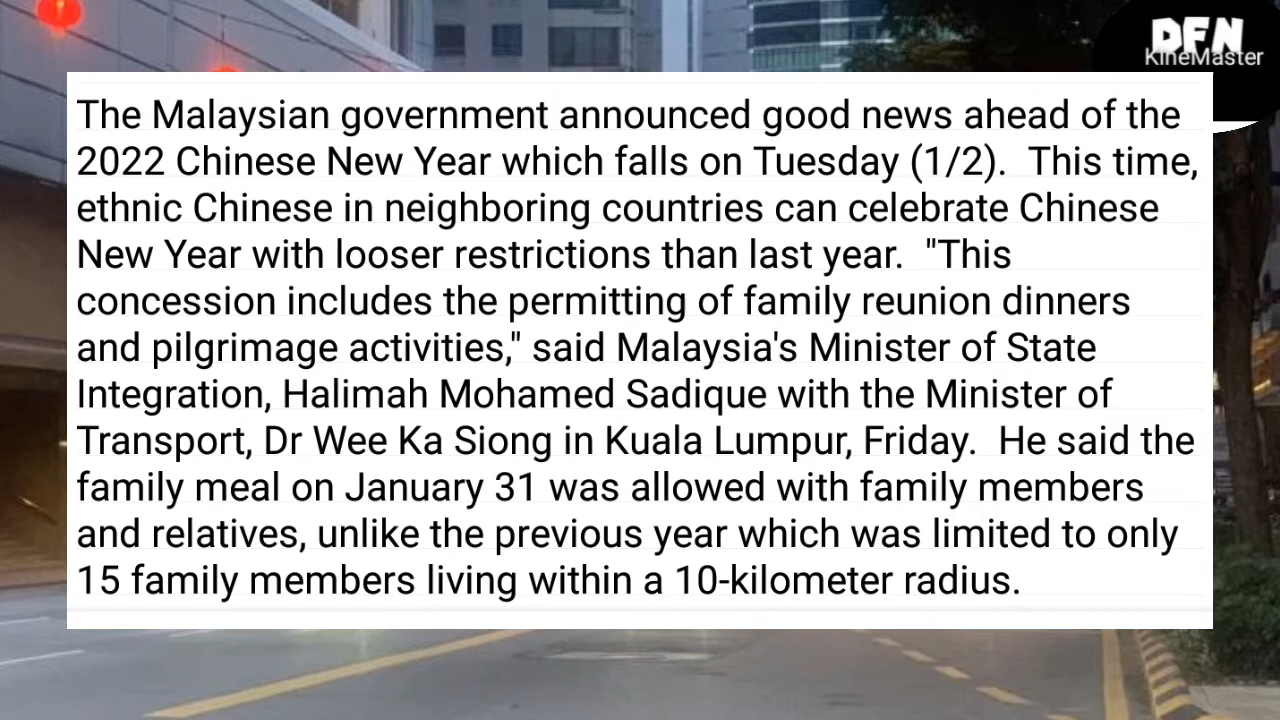 DFN
KineMaster
The Malaysian government announced good news ahead of the
2022 Chinese New Year which falls on Tuesday (1/2).  This time,
ethnic Chinese in neighboring countries can celebrate Chinese
New Year with looser restrictions than last year.  "This
concession includes the permitting of family reunion dinners
and pilgrimage activities," said Malaysia's Minister of State
Integration, Halimah Mohamed Sadique with the Minister of
Transport, Dr Wee Ka Siong in Kuala Lumpur, Friday.  He said the
family meal on January 31 was allowed with family members
and relatives, unlike the previous year which was limited to only
15 family members living within a 10-kilometer radius.